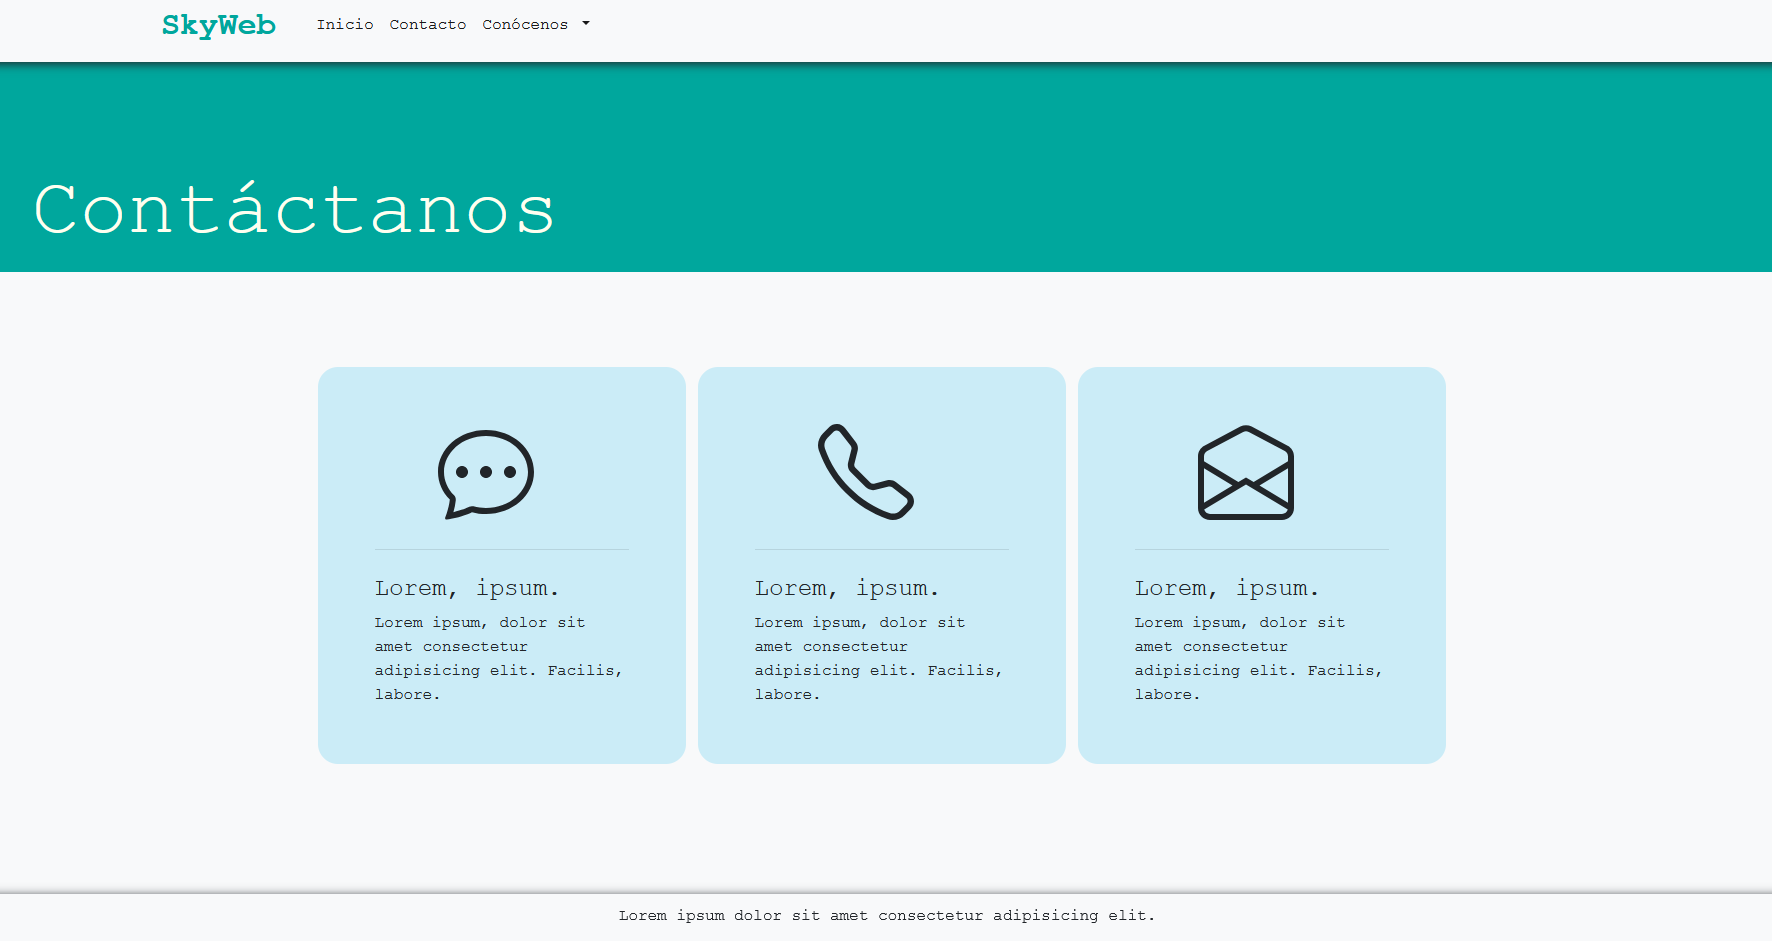 SkyWeb
Inicio Contacto Conócenos
Contáctanos
Lorem, ipsum.
Lorem ipsum, dolor sit
amet consectetur
adipisicing elit. Facilis,
labore.
Lorem, ipsum.
Lorem ipsum, dolor sit
amet consectetur
adipisicing elit. Facilis,
labore.
Lorem, ipsum.
Lorem ipsum, dolor sit
amet consectetur
adipisicing elit. Facilis,
labore.
Lorem ipsum dolor sit amet consectetur adipisicing elit.